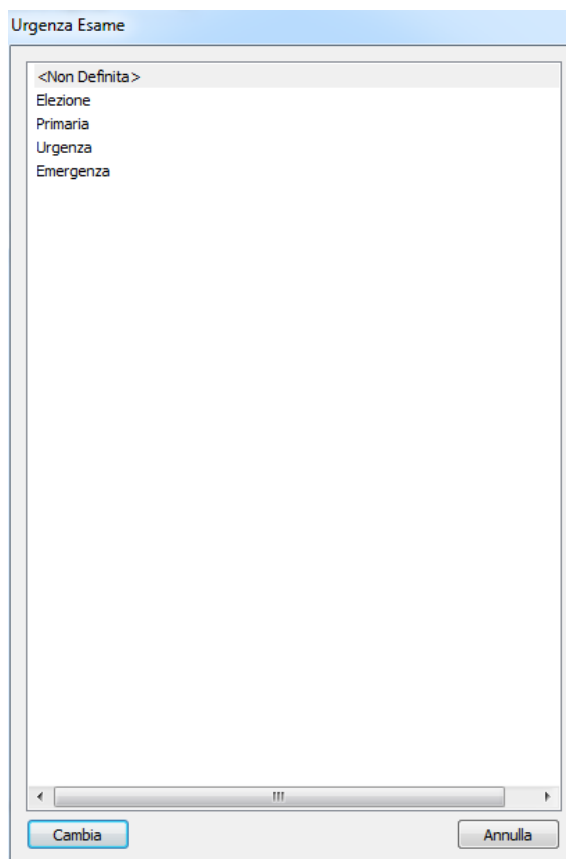 Urgenza Esame
<Non Definita>
Elezione
Primaria
Urgenza
Emergenza
Cambia
Annulla